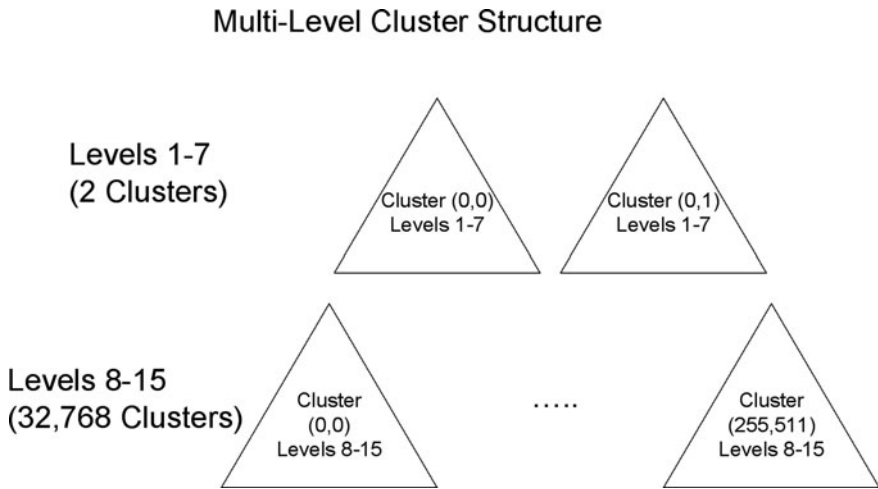 Multi-Level Cluster Structure
Levels 1-7
(2 Clusters)
Cluster (0,0)
Levels 1-7
Cluster (0,1)
Levels 1-7
Levels 8-15
(32,768 Clusters)
Cluster
(0,0)
Levels 8-15
.....
Cluster
(255,511)
Levels 8-15